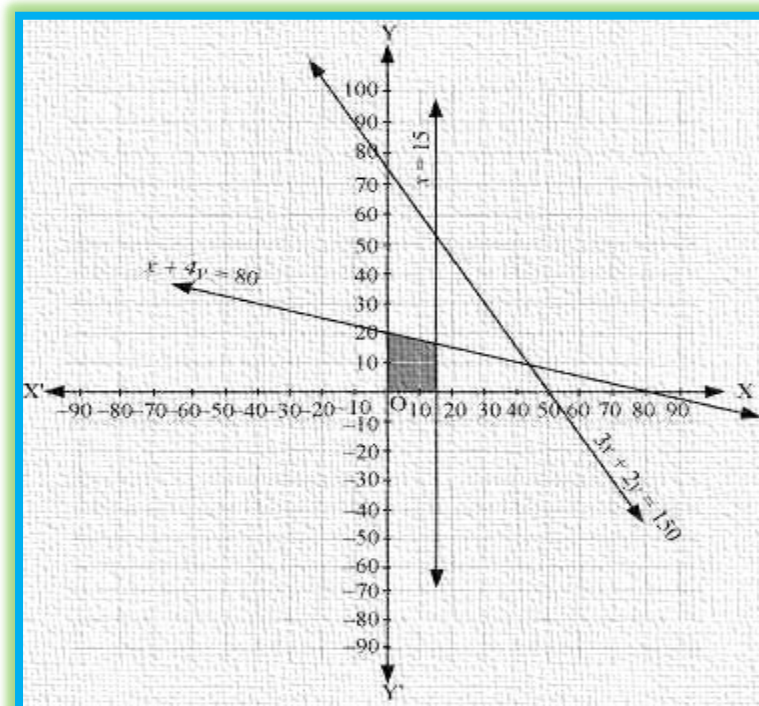 Y
100
90
80
70
60
50
40
30
20
10
x = 15
x + 4y = 80
X'
X
O
–90 –80 –70 –60 –50 –40 –30 –20 –10
10 20 30 40 50 60 70 80 90
–10
–20
–30
–40
–50
–60
–70
–80
–90
3x + 2y = 150
Y'